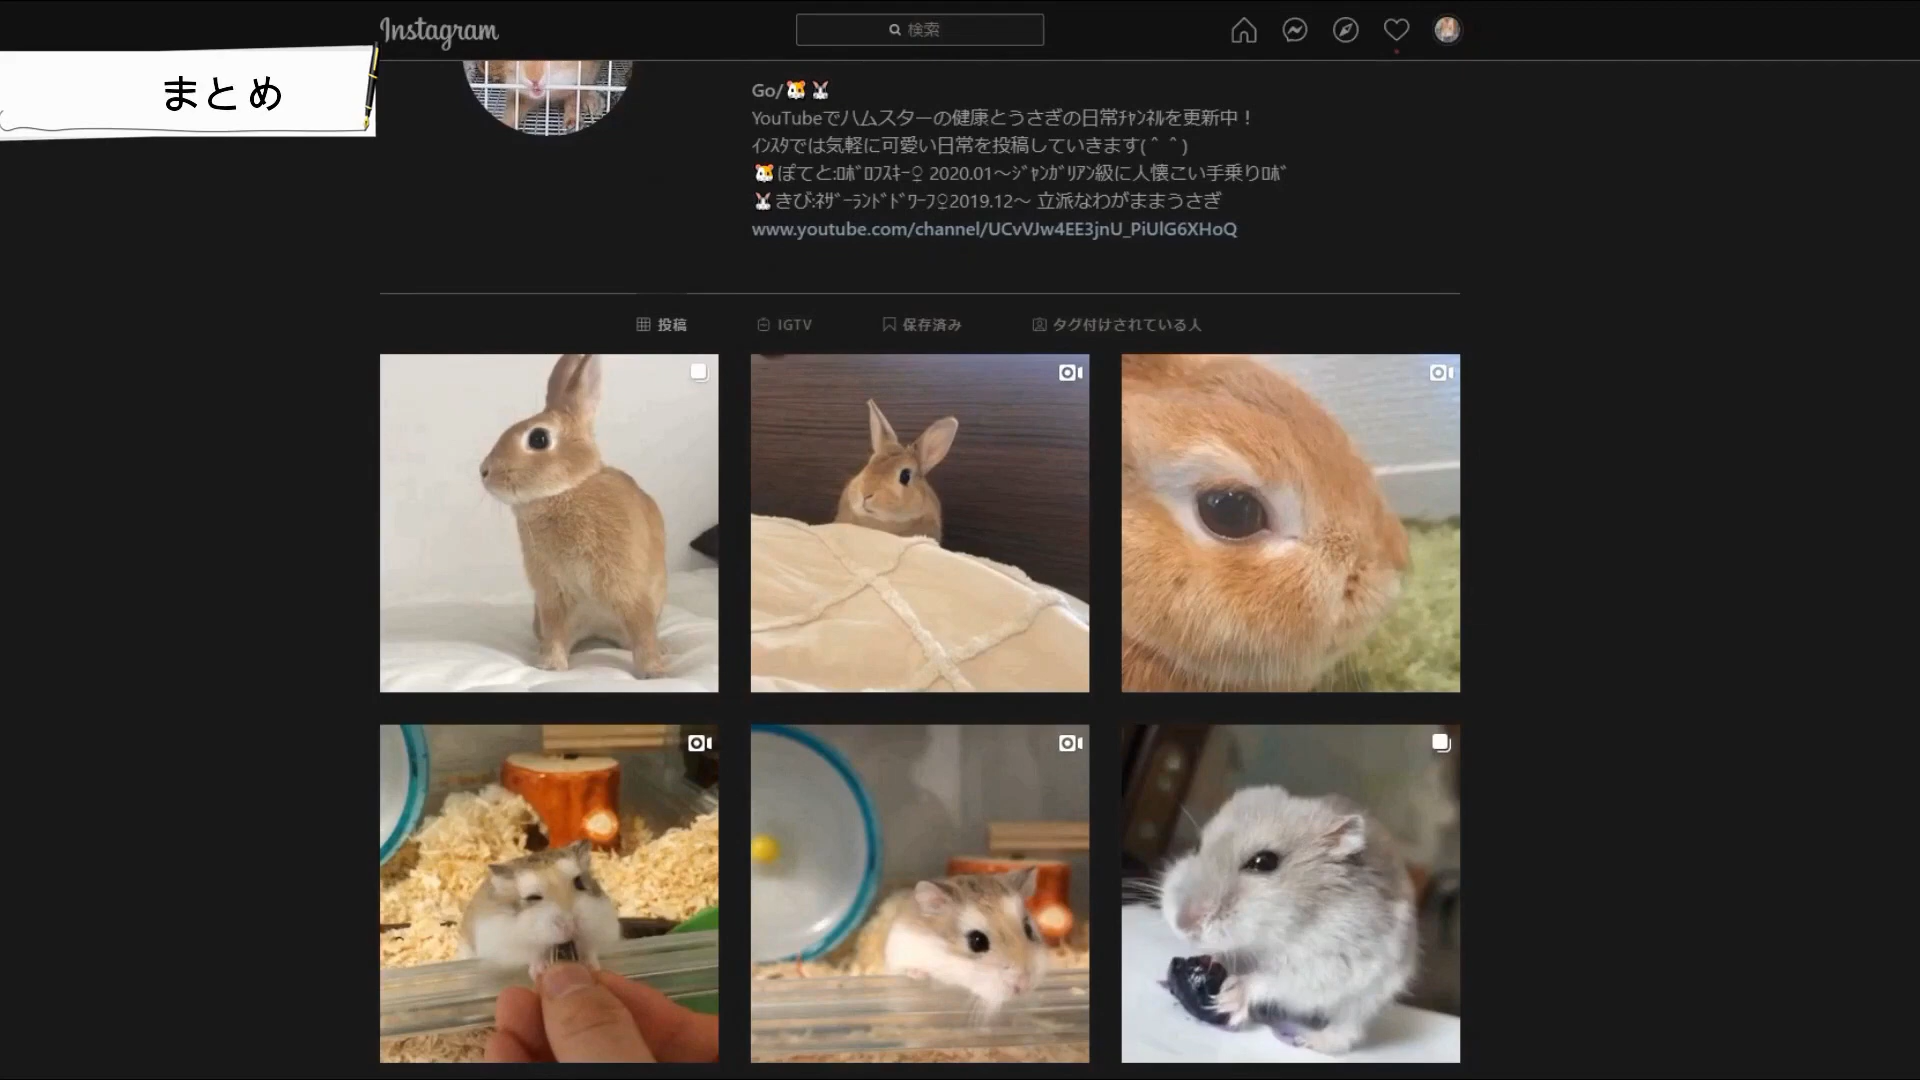 Instagram
検索
まとめ
Go/🐹🐰
YouTubeでハムスターの健康とうさぎの日常ﾁｬﾝﾈﾙを更新中！
ｲﾝｽﾀでは気軽に可愛い日常を投稿していきます(＾＾)
🐹ぽてと:ﾛﾎﾞﾛﾌｽｷｰ♀ 2020.01～ｼﾞｬﾝｶﾞﾘｱﾝ級に人懐こい手乗りﾛﾎﾞ
🐰きび:ﾈｻﾞｰﾗﾝﾄﾞﾄﾞﾜｰﾌ♀2019.12～ 立派なわがままうさぎ
www.youtube.com/channel/UCvVJw4EE3jnU_PiUlG6XHoQ
投稿
IGTV
保存済み
タグ付けされている人